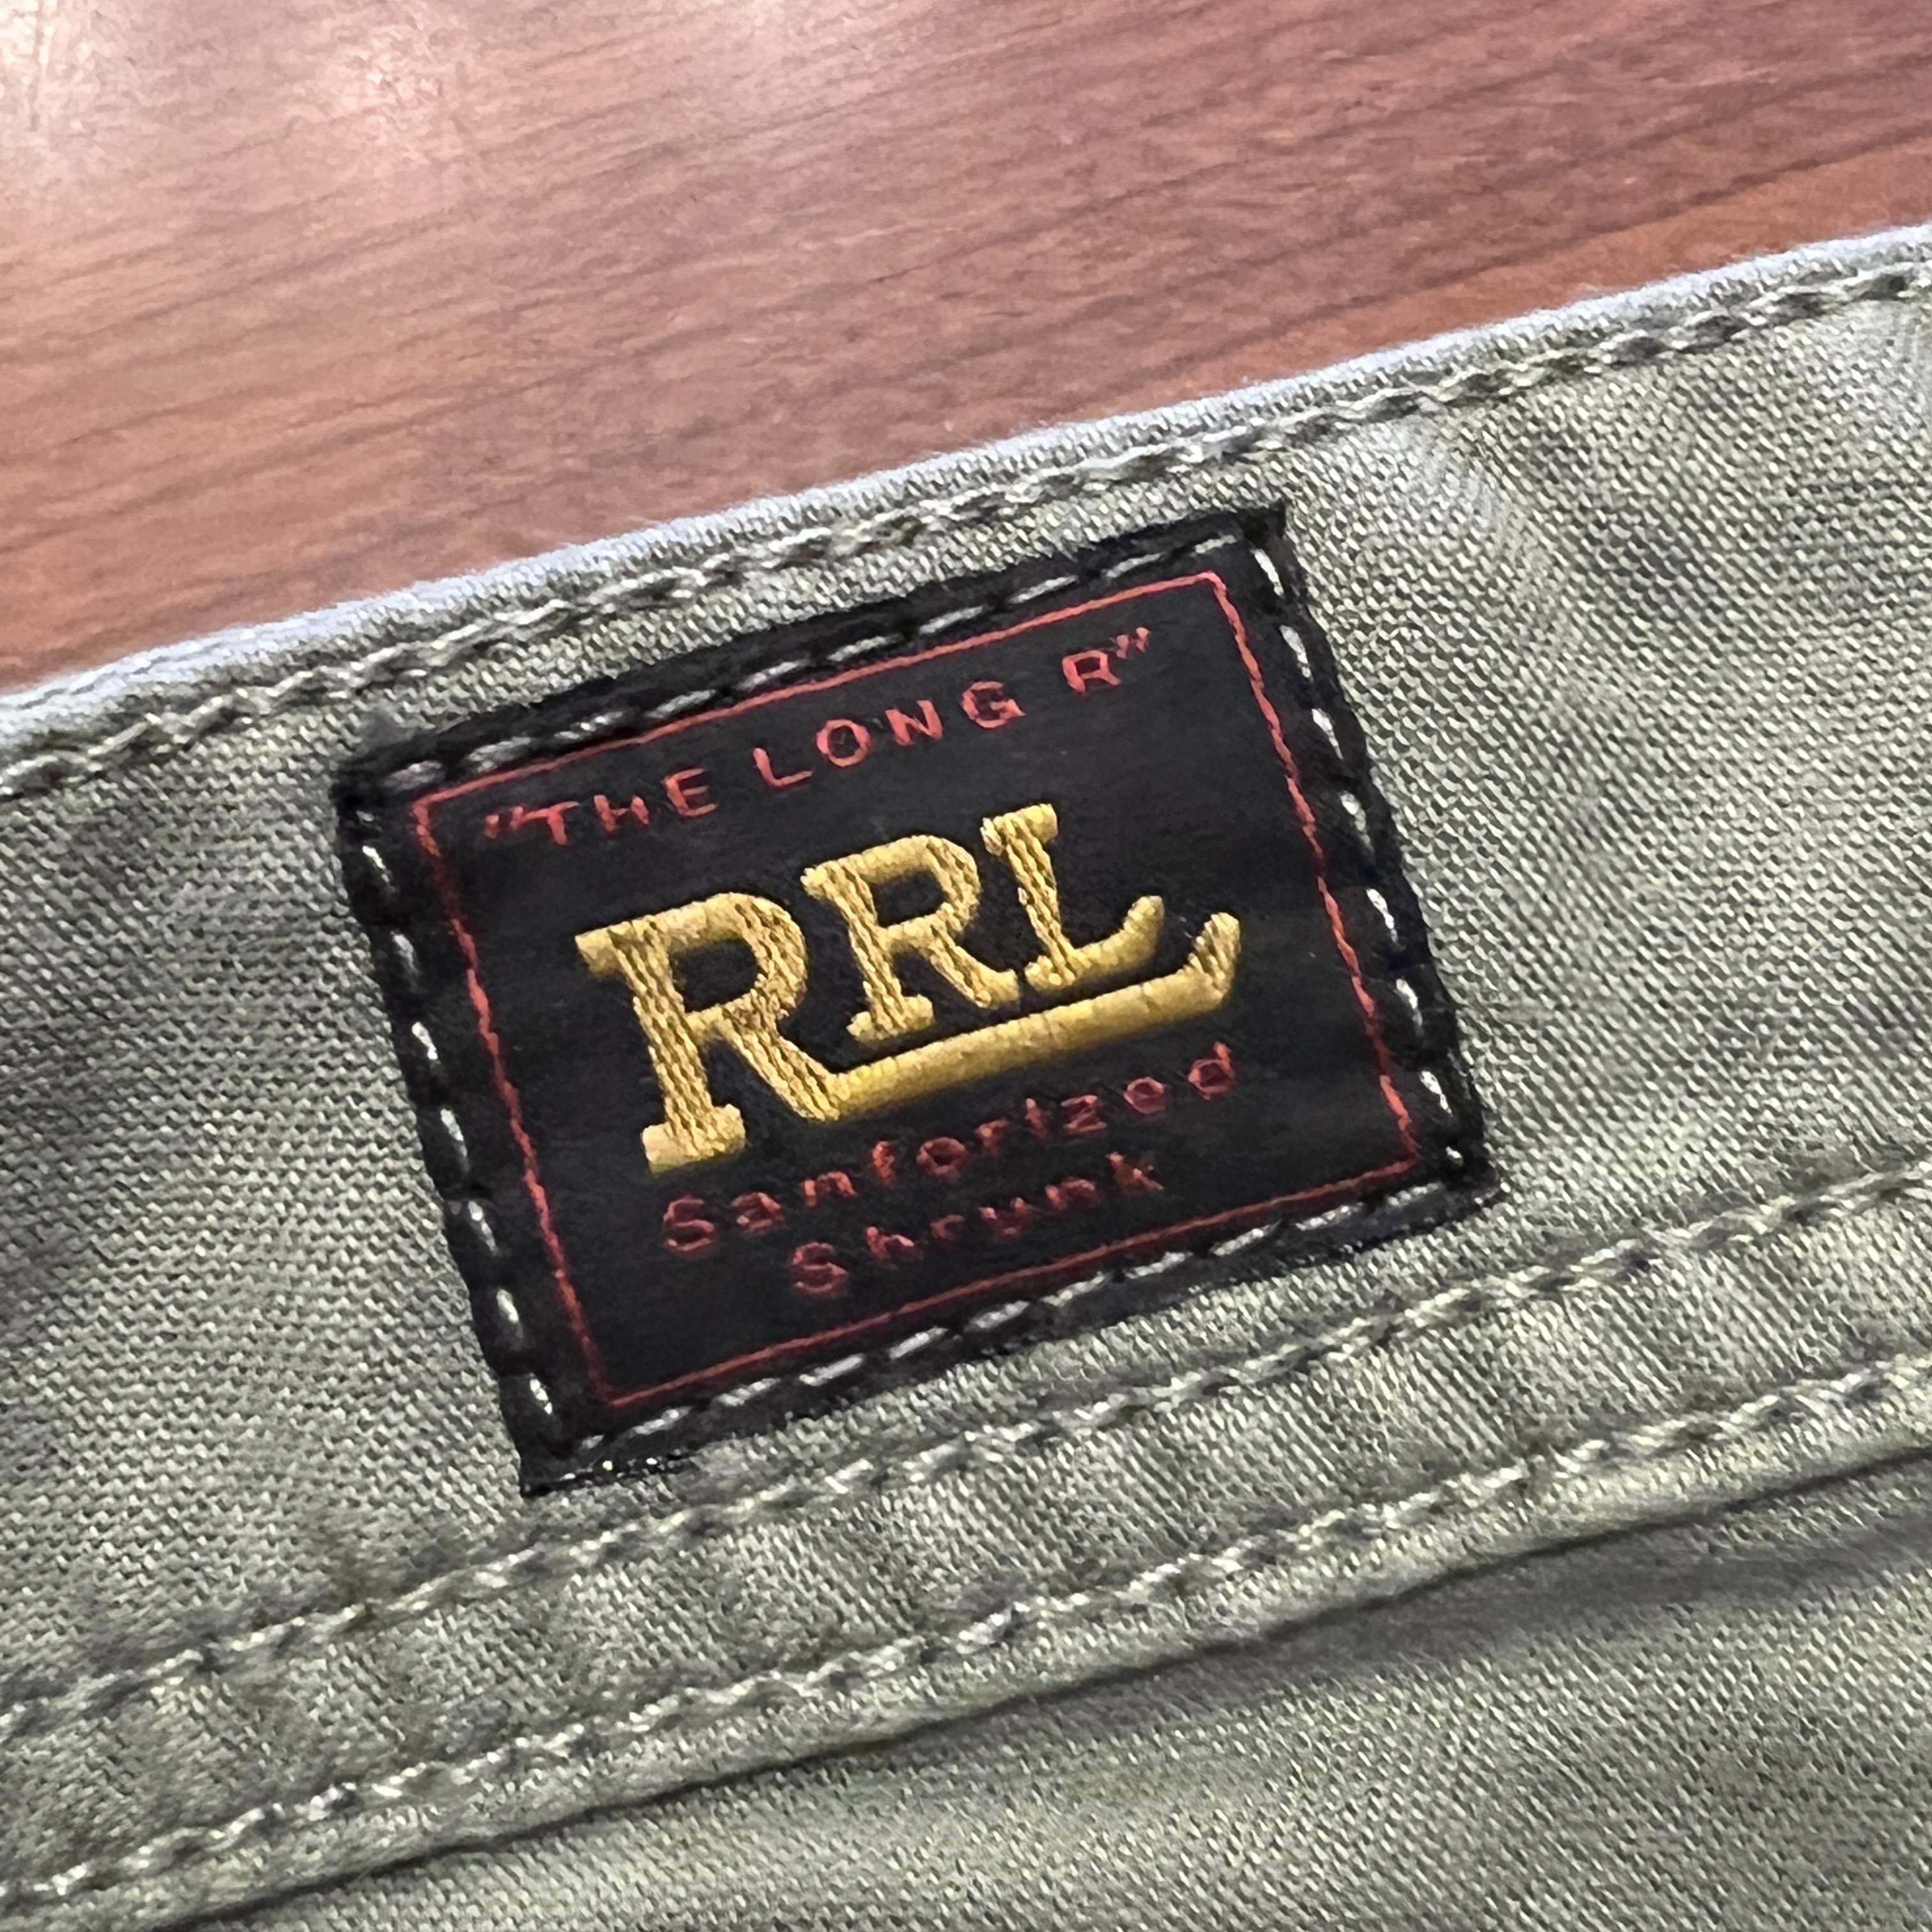 "THE LONG R"
RRL
Sanforized
Shrunk